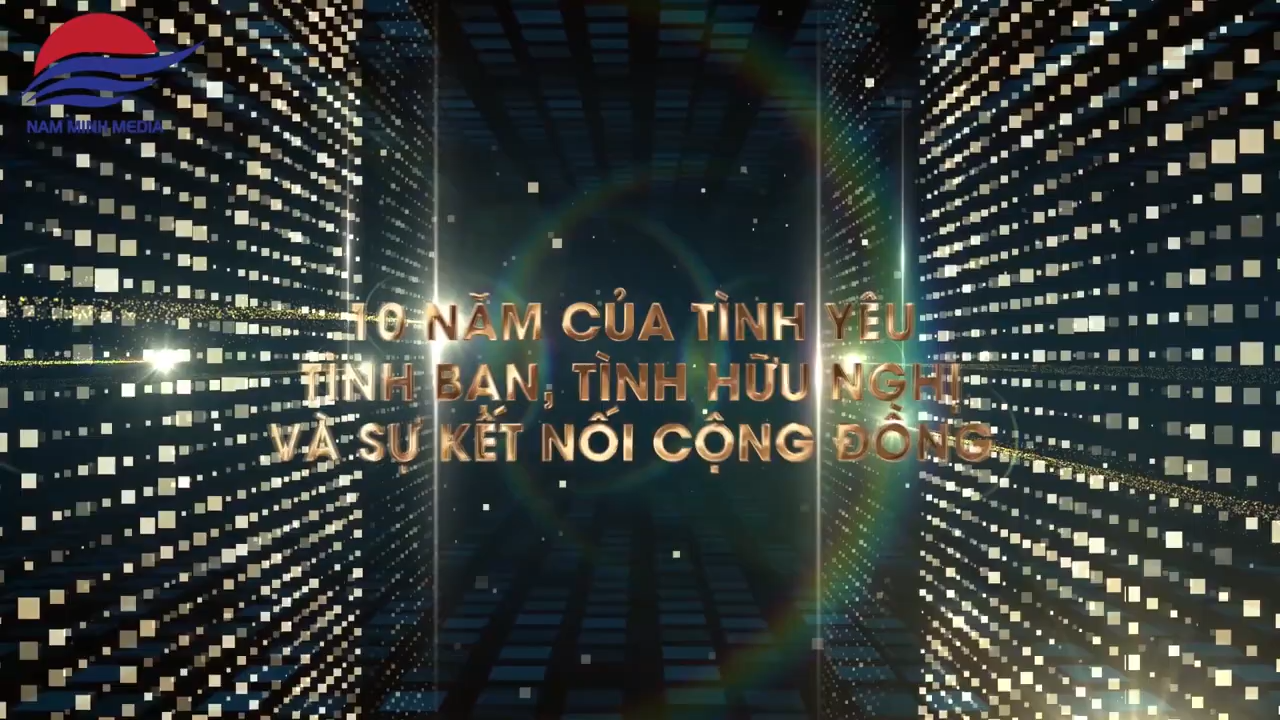 NAM MINH MEDIA
10 NĂM CỦA TÌNH YÊU
TÌNH BẠN, TÌNH HỮU NGHỊ
VÀ SỰ KẾT NỐI CỘNG ĐỒNG